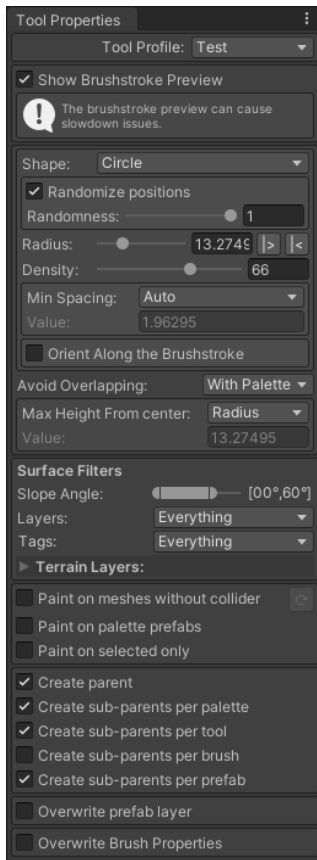 Tool Properties
Tool Profile: Test
Show Brushstroke Preview
The brushstroke preview can cause
slowdown issues.
Shape: Circle
Randomize positions
Randomness: 1
Radius: 13.2749 |> |<
Density: 66
Min Spacing: Auto
Value: 1.96295
Orient Along the Brushstroke
Avoid Overlapping: With Palette
Max Height From center: Radius
Value: 13.27495
Surface Filters
Slope Angle: [00°,60°]
Layers: Everything
Tags: Everything
Terrain Layers:
Paint on meshes without collider
Paint on palette prefabs
Paint on selected only
Create parent
Create sub-parents per palette
Create sub-parents per tool
Create sub-parents per brush
Create sub-parents per prefab
Overwrite prefab layer
Overwrite Brush Properties